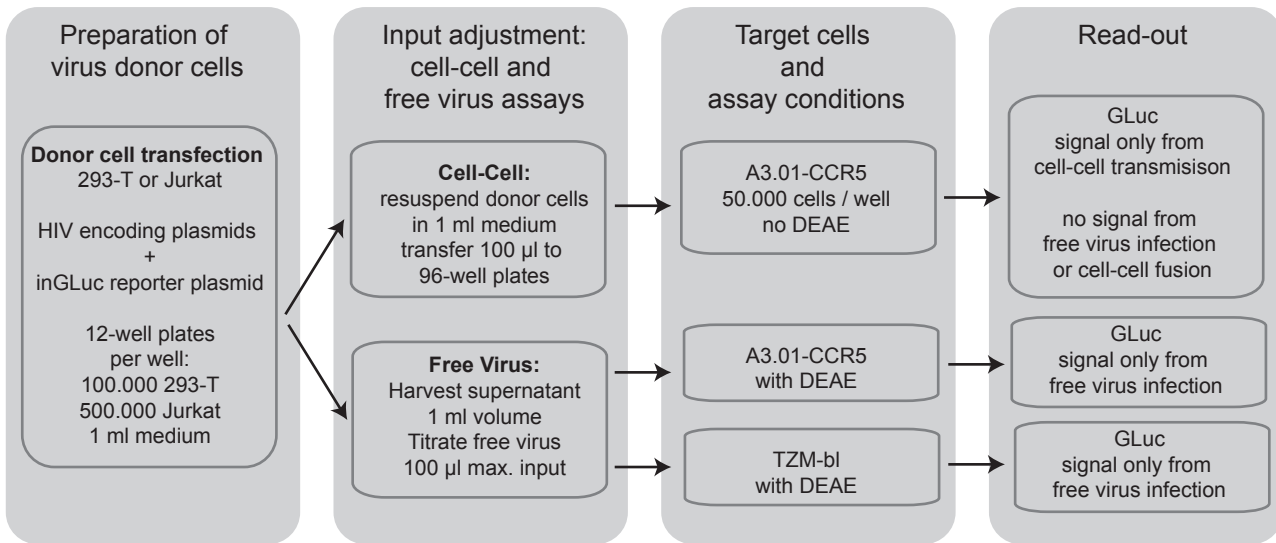 Preparation of
virus donor cells
Donor cell transfection
293-T or Jurkat
HIV encoding plasmids
+
inGLuc reporter plasmid
12-well plates
per well:
100.000 293-T
500.000 Jurkat
1 ml medium
Input adjustment:
cell-cell and
free virus assays
Cell-Cell:
resuspend donor cells
in 1 ml medium
transfer 100 µl to
96-well plates
Free Virus:
Harvest supernatant
1 ml volume
Titrate free virus
100 µl max. input
Target cells
and
assay conditions
A3.01-CCR5
50.000 cells / well
no DEAE
A3.01-CCR5
with DEAE
TZM-bl
with DEAE
Read-out
GLuc
signal only from
cell-cell transmisison
no signal from
free virus infection
or cell-cell fusion
GLuc
signal only from
free virus infection
GLuc
signal only from
free virus infection